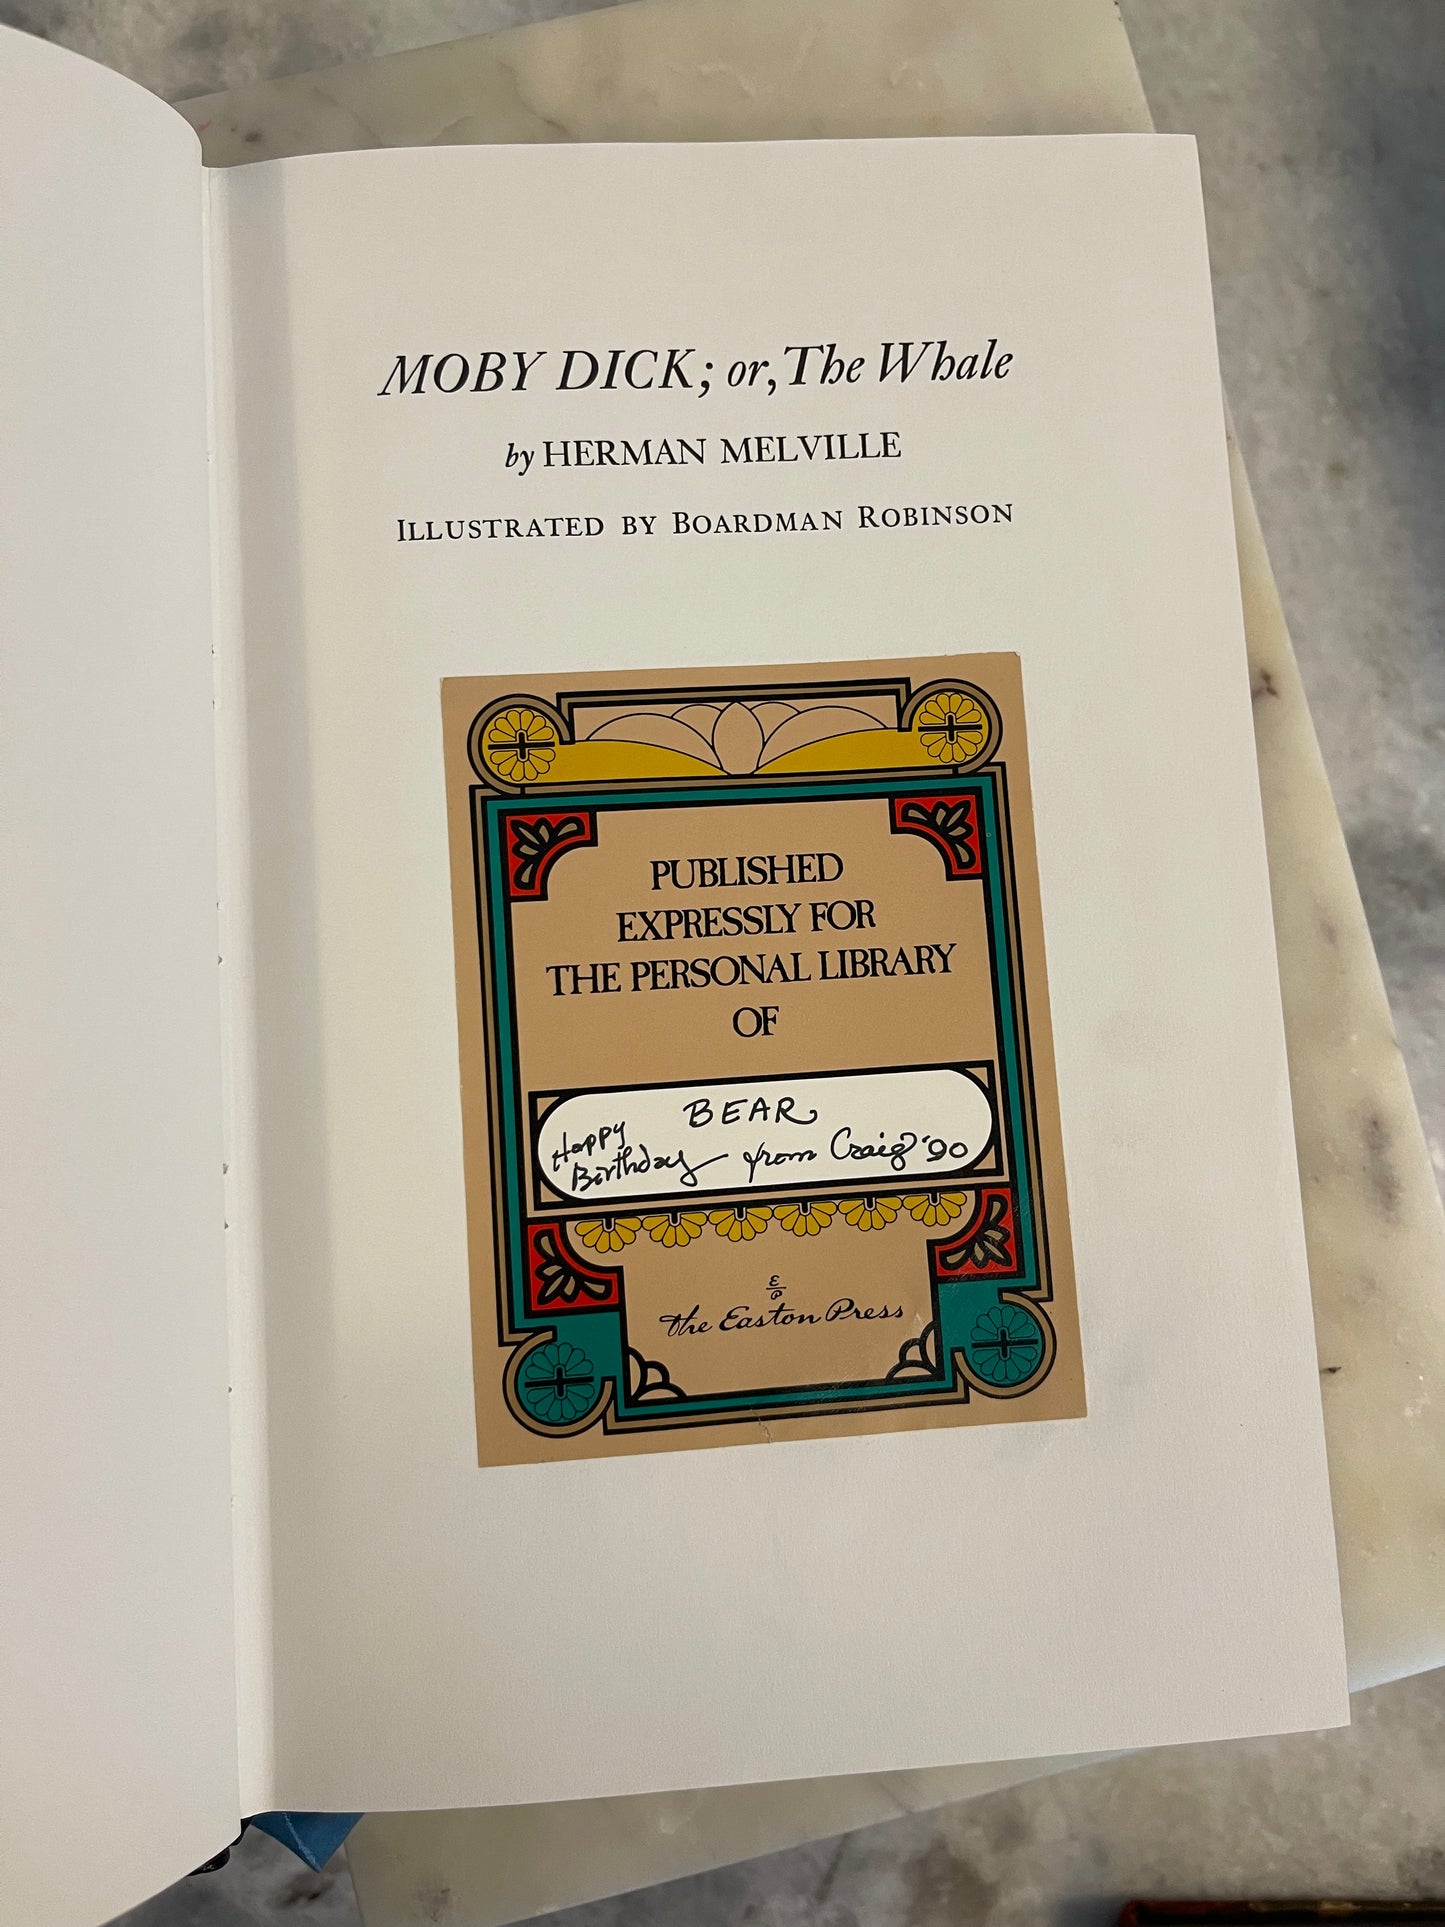 MOBY DICK; or, The Whale
by HERMAN MELVILLE
ILLUSTRATED BY BOARDMAN ROBINSON
PUBLISHED
EXPRESSLY FOR
THE PERSONAL LIBRARY
OF
BEAR
Happy
Birthday from Craig '90
E
P
the Easton Press